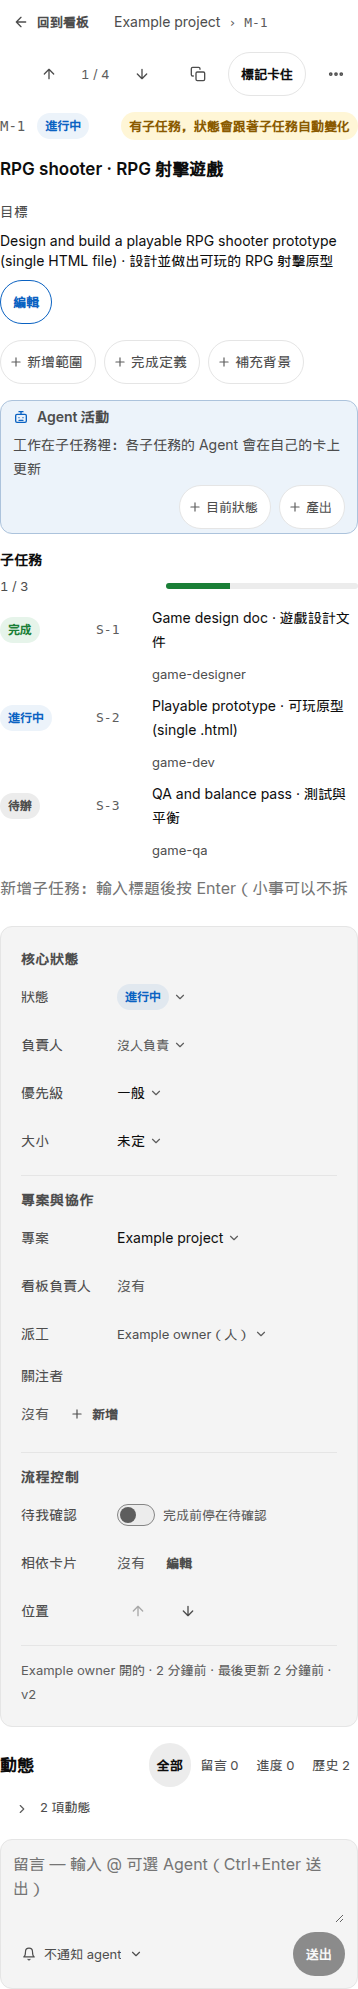 回到看板 Example project › M-1
1 / 4 標記卡住
M-1 進行中 有子任務，狀態會跟著子任務自動變化
RPG shooter · RPG 射擊遊戲
目標
Design and build a playable RPG shooter prototype
(single HTML file) · 設計並做出可玩的 RPG 射擊原型
編輯
新增範圍 完成定義 補充背景
Agent 活動
工作在子任務裡：各子任務的 Agent 會在自己的卡上
更新
目前狀態 產出
子任務
1 / 3
完成 S-1 Game design doc · 遊戲設計文
件
game-designer
進行中 S-2 Playable prototype · 可玩原型
(single .html)
game-dev
待辦 S-3 QA and balance pass · 測試與
平衡
game-qa
新增子任務：輸入標題後按 Enter（小事可以不拆
核心狀態
狀態 進行中
負責人 沒人負責
優先級 一般
大小 未定
專案與協作
專案 Example project
看板負責人 沒有
派工 Example owner（人）
關注者
沒有 新增
流程控制
待我確認 完成前停在待確認
相依卡片 沒有 編輯
位置
Example owner 開的 · 2 分鐘前 · 最後更新 2 分鐘前 ·
v2
動態 全部 留言 0 進度 0 歷史 2
2 項動態
留言 — 輸入 @ 可選 Agent（Ctrl+Enter 送
出）
不通知 agent 送出